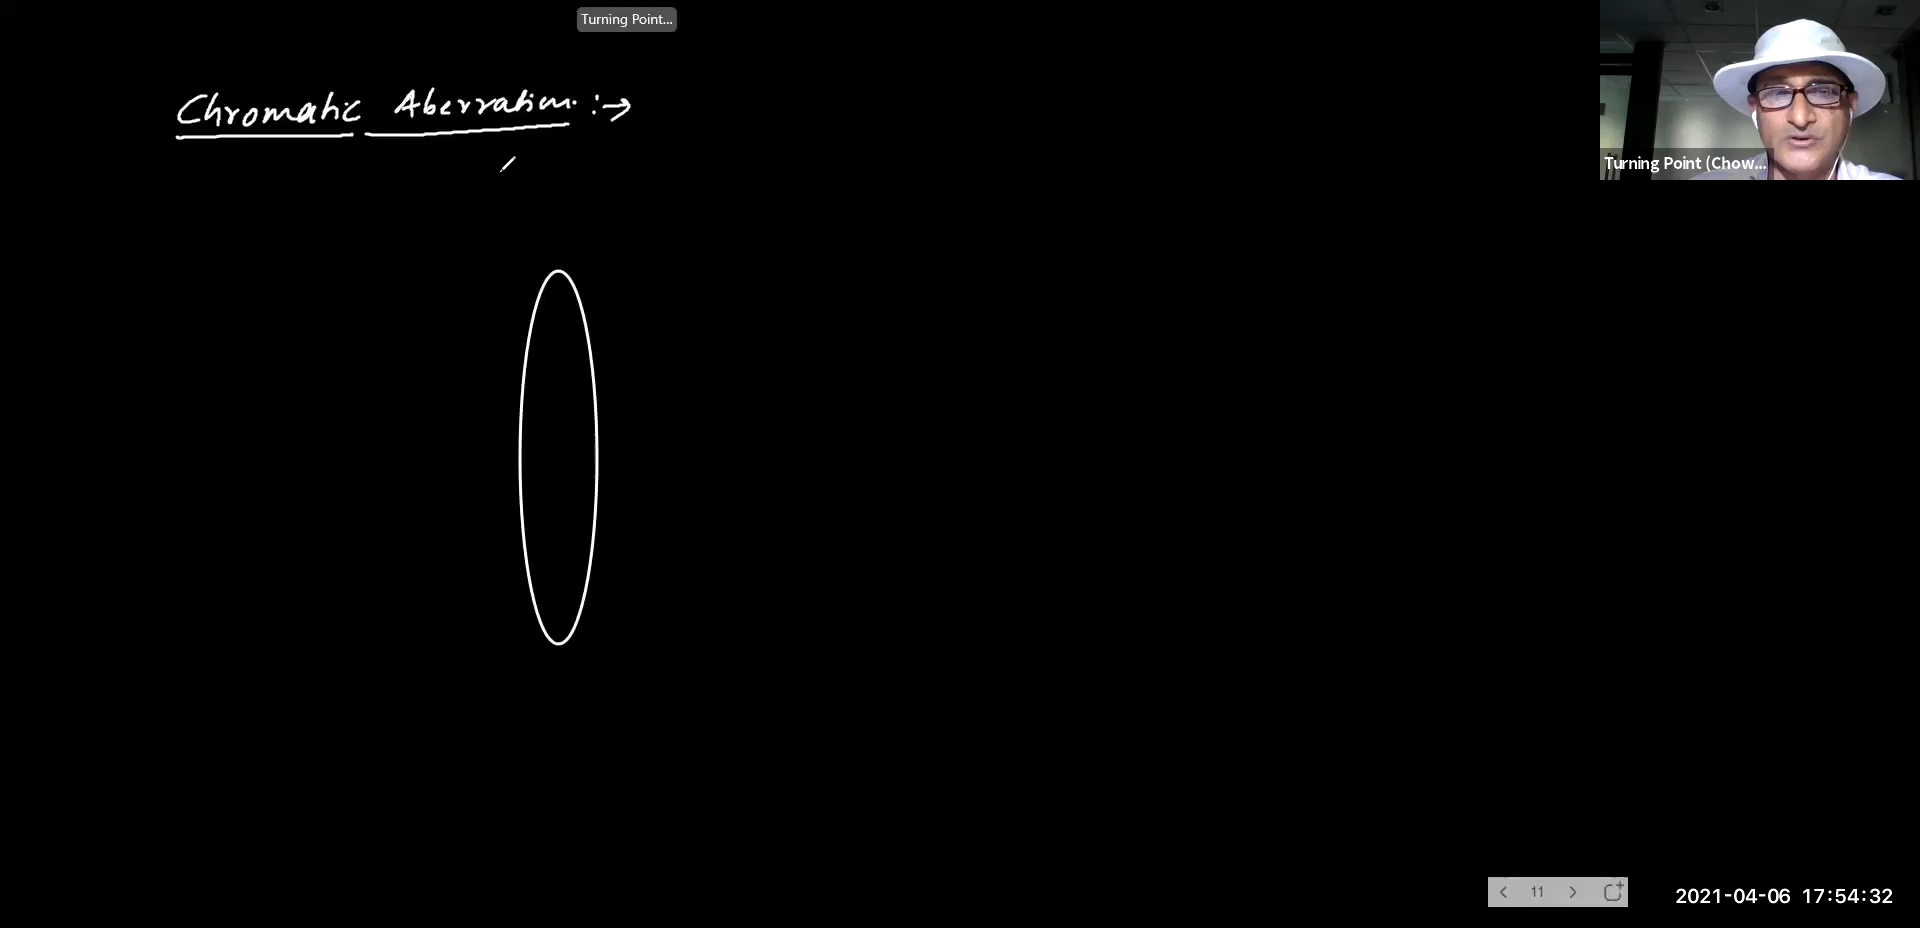 Turning Point...
Chromatic Aberration :→
Turning Point (Chow...
11
2021-04-06 17:54:32